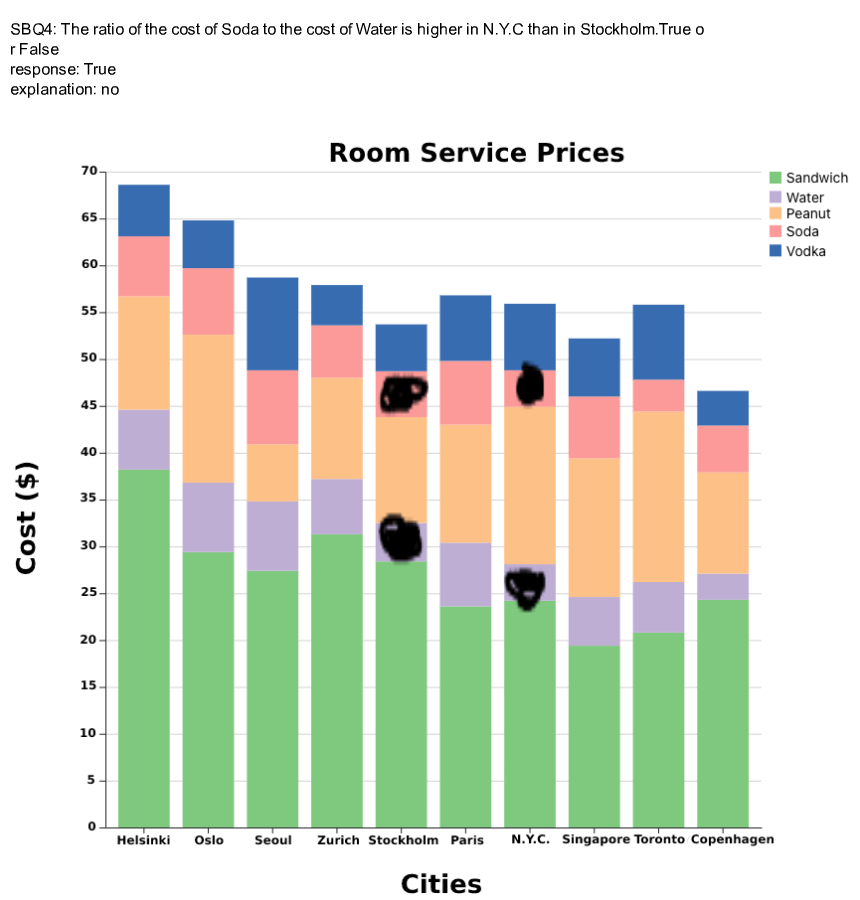 SBQ4: The ratio of the cost of Soda to the cost of Water is higher in N.Y.C than in Stockholm.True o
r False
response: True
explanation: no
Room Service Prices
Sandwich
Water
Peanut
Soda
Vodka
70
65
60
55
50
45
40
35
30
25
20
15
10
5
0
Cost ($)
Helsinki Oslo Seoul Zurich Stockholm Paris N.Y.C. Singapore Toronto Copenhagen
Cities